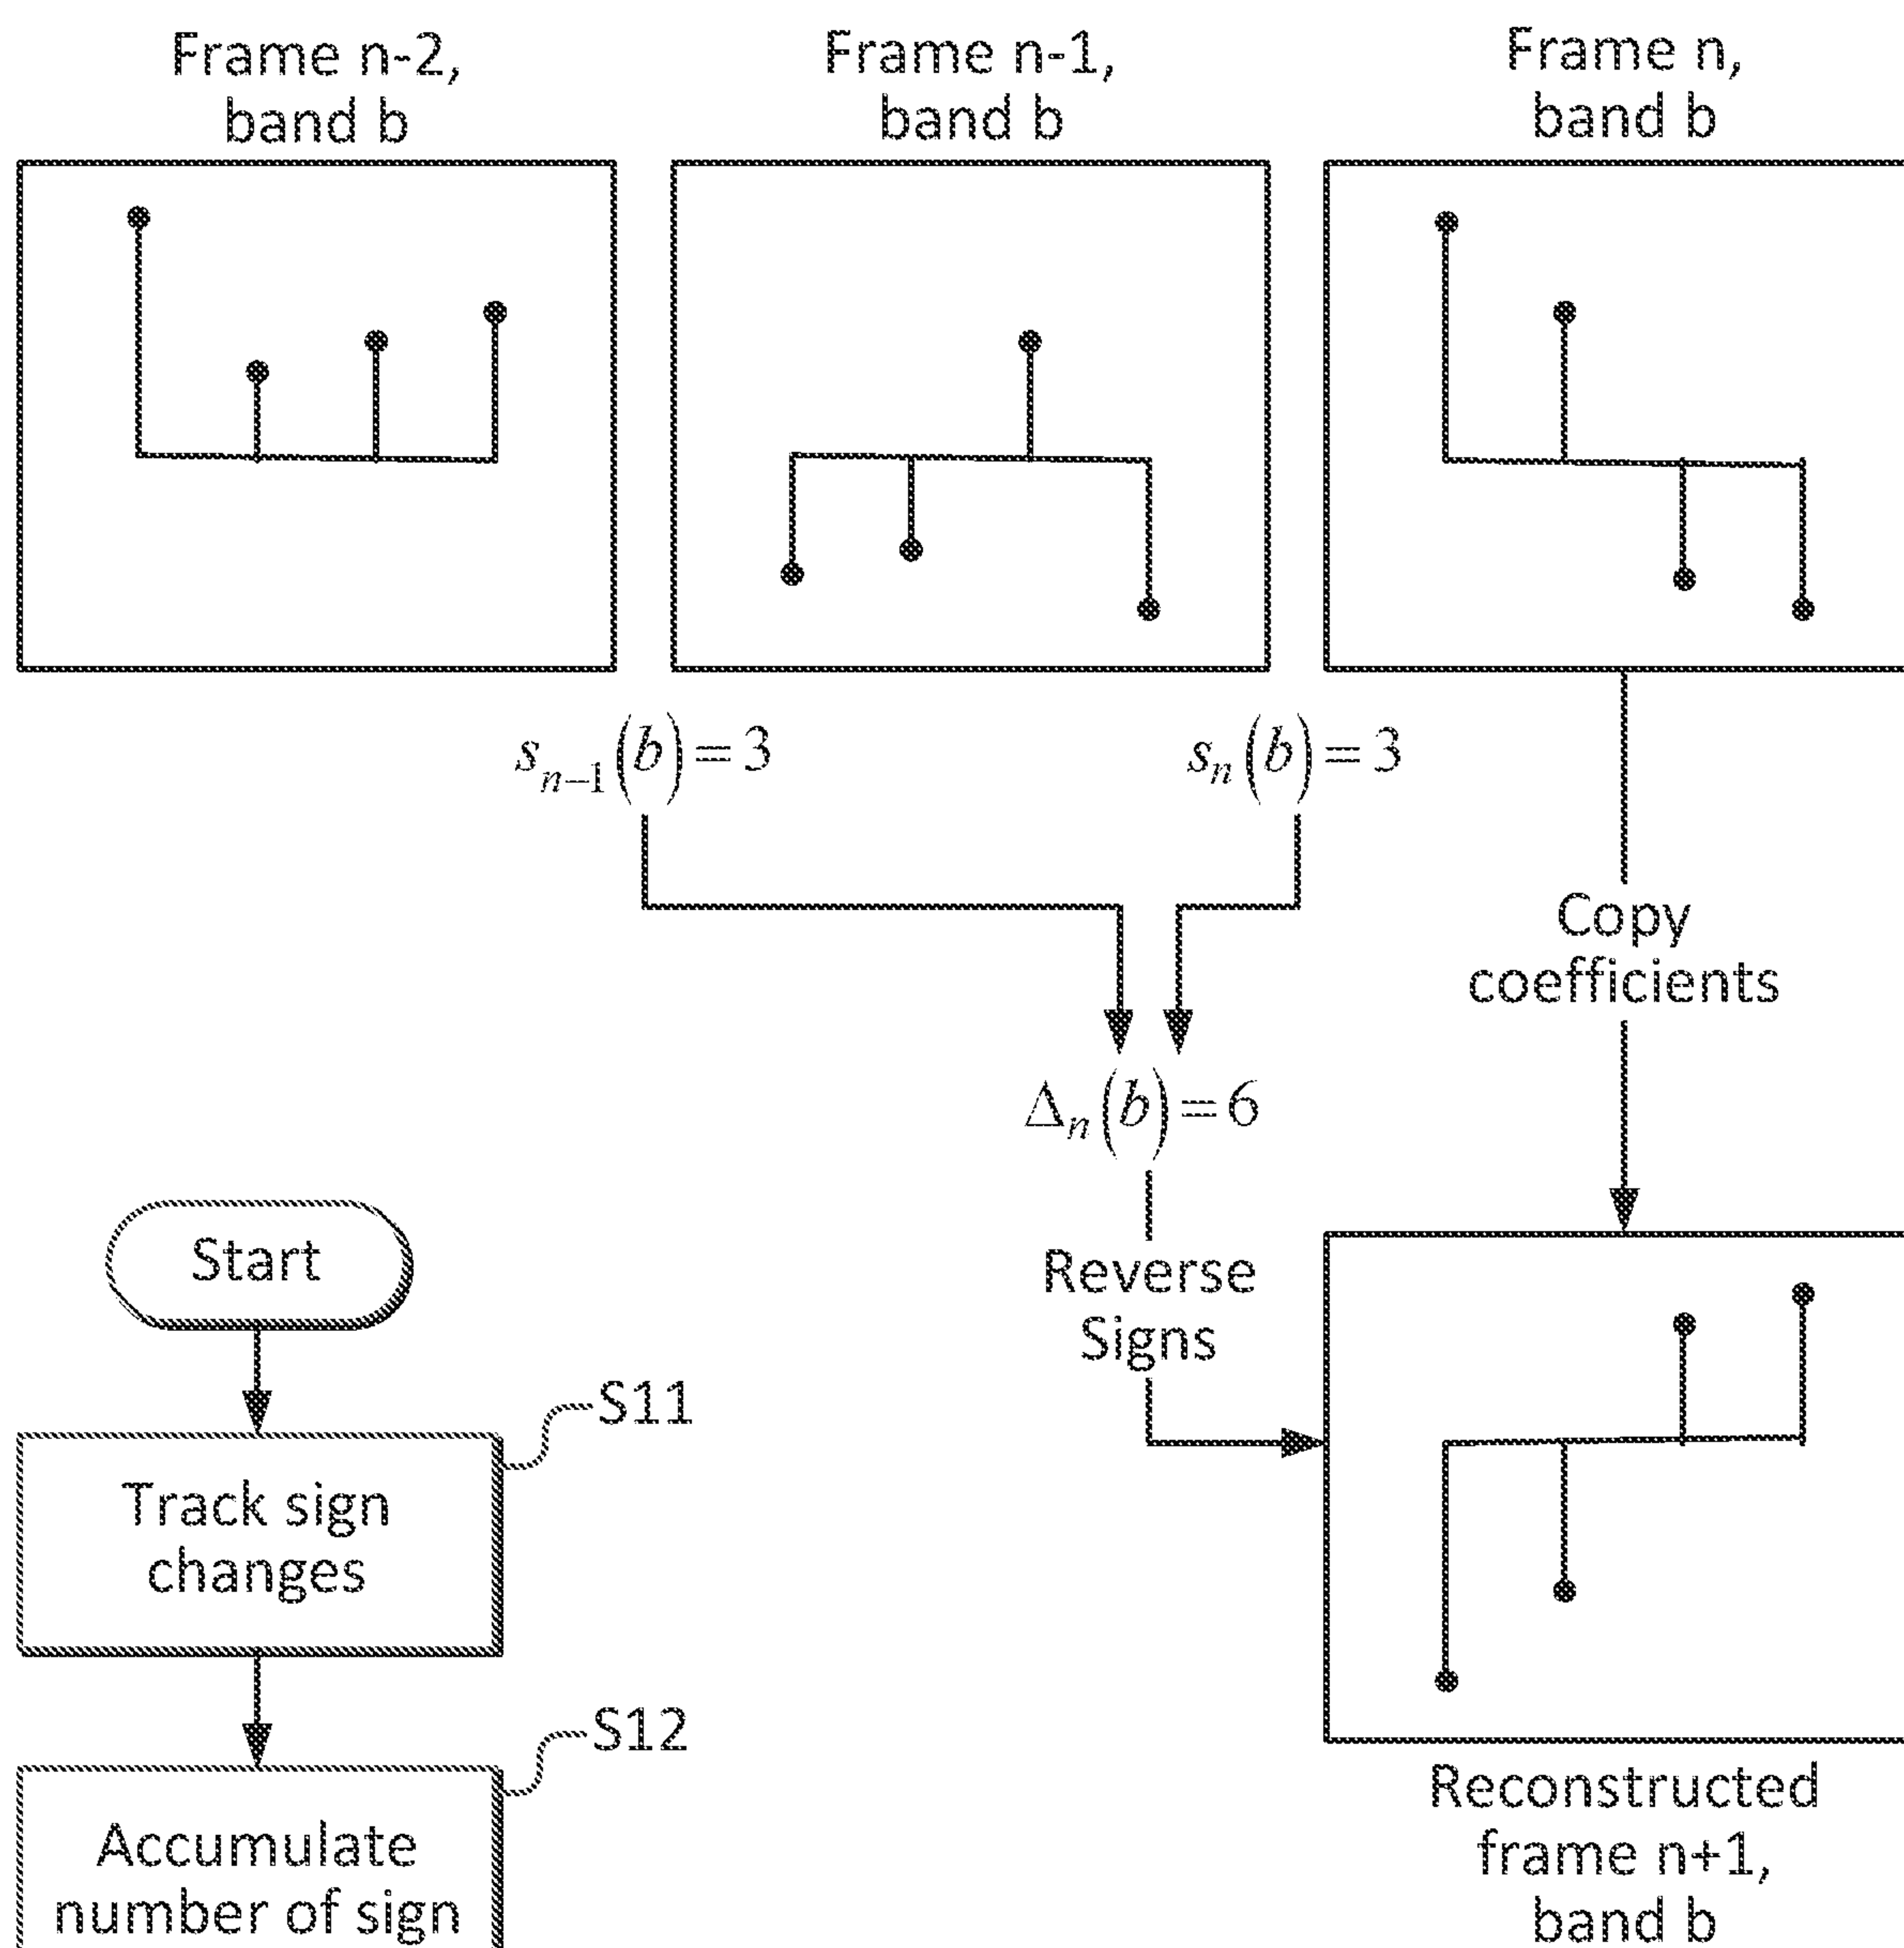 Frame n-2,
band b
Frame n-1,
band b
Frame n,
band b
s_{n-1}(b)=3
s_n(b)=3
Copy
coefficients
Δ_n(b)=6
Reverse
Signs
Start
S11
Track sign
changes
S12
Accumulate
number of sign
Reconstructed
frame n+1,
band b